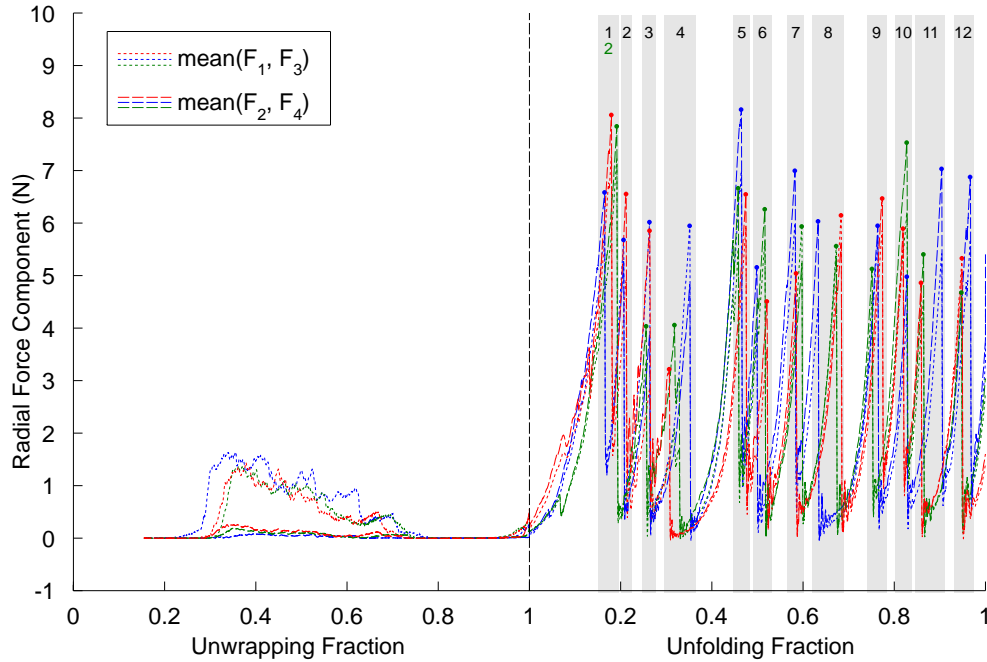 10
9
8
7
6
5
4
3
2
1
0
-1
Radial Force Component (N)
mean(F₁, F₃)
mean(F₂, F₄)
1 2 3 4 5 6 7 8 9 10 11 12
2
0 0.2 0.4 0.6 0.8 1 0.2 0.4 0.6 0.8 1
Unwrapping Fraction Unfolding Fraction